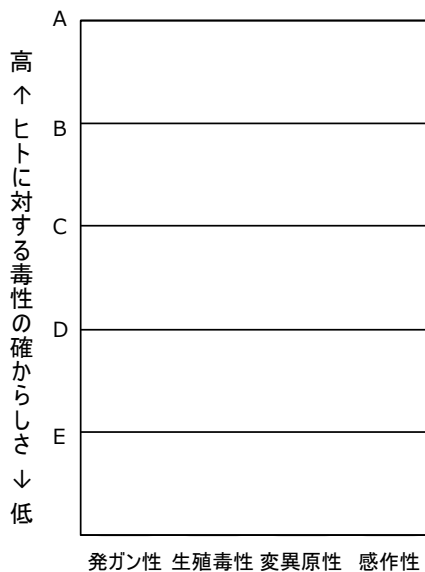 高 ↑ ヒトに対する毒性の確からしさ ↓ 低
A
B
C
D
E
発ガン性 生殖毒性 変異原性 感作性